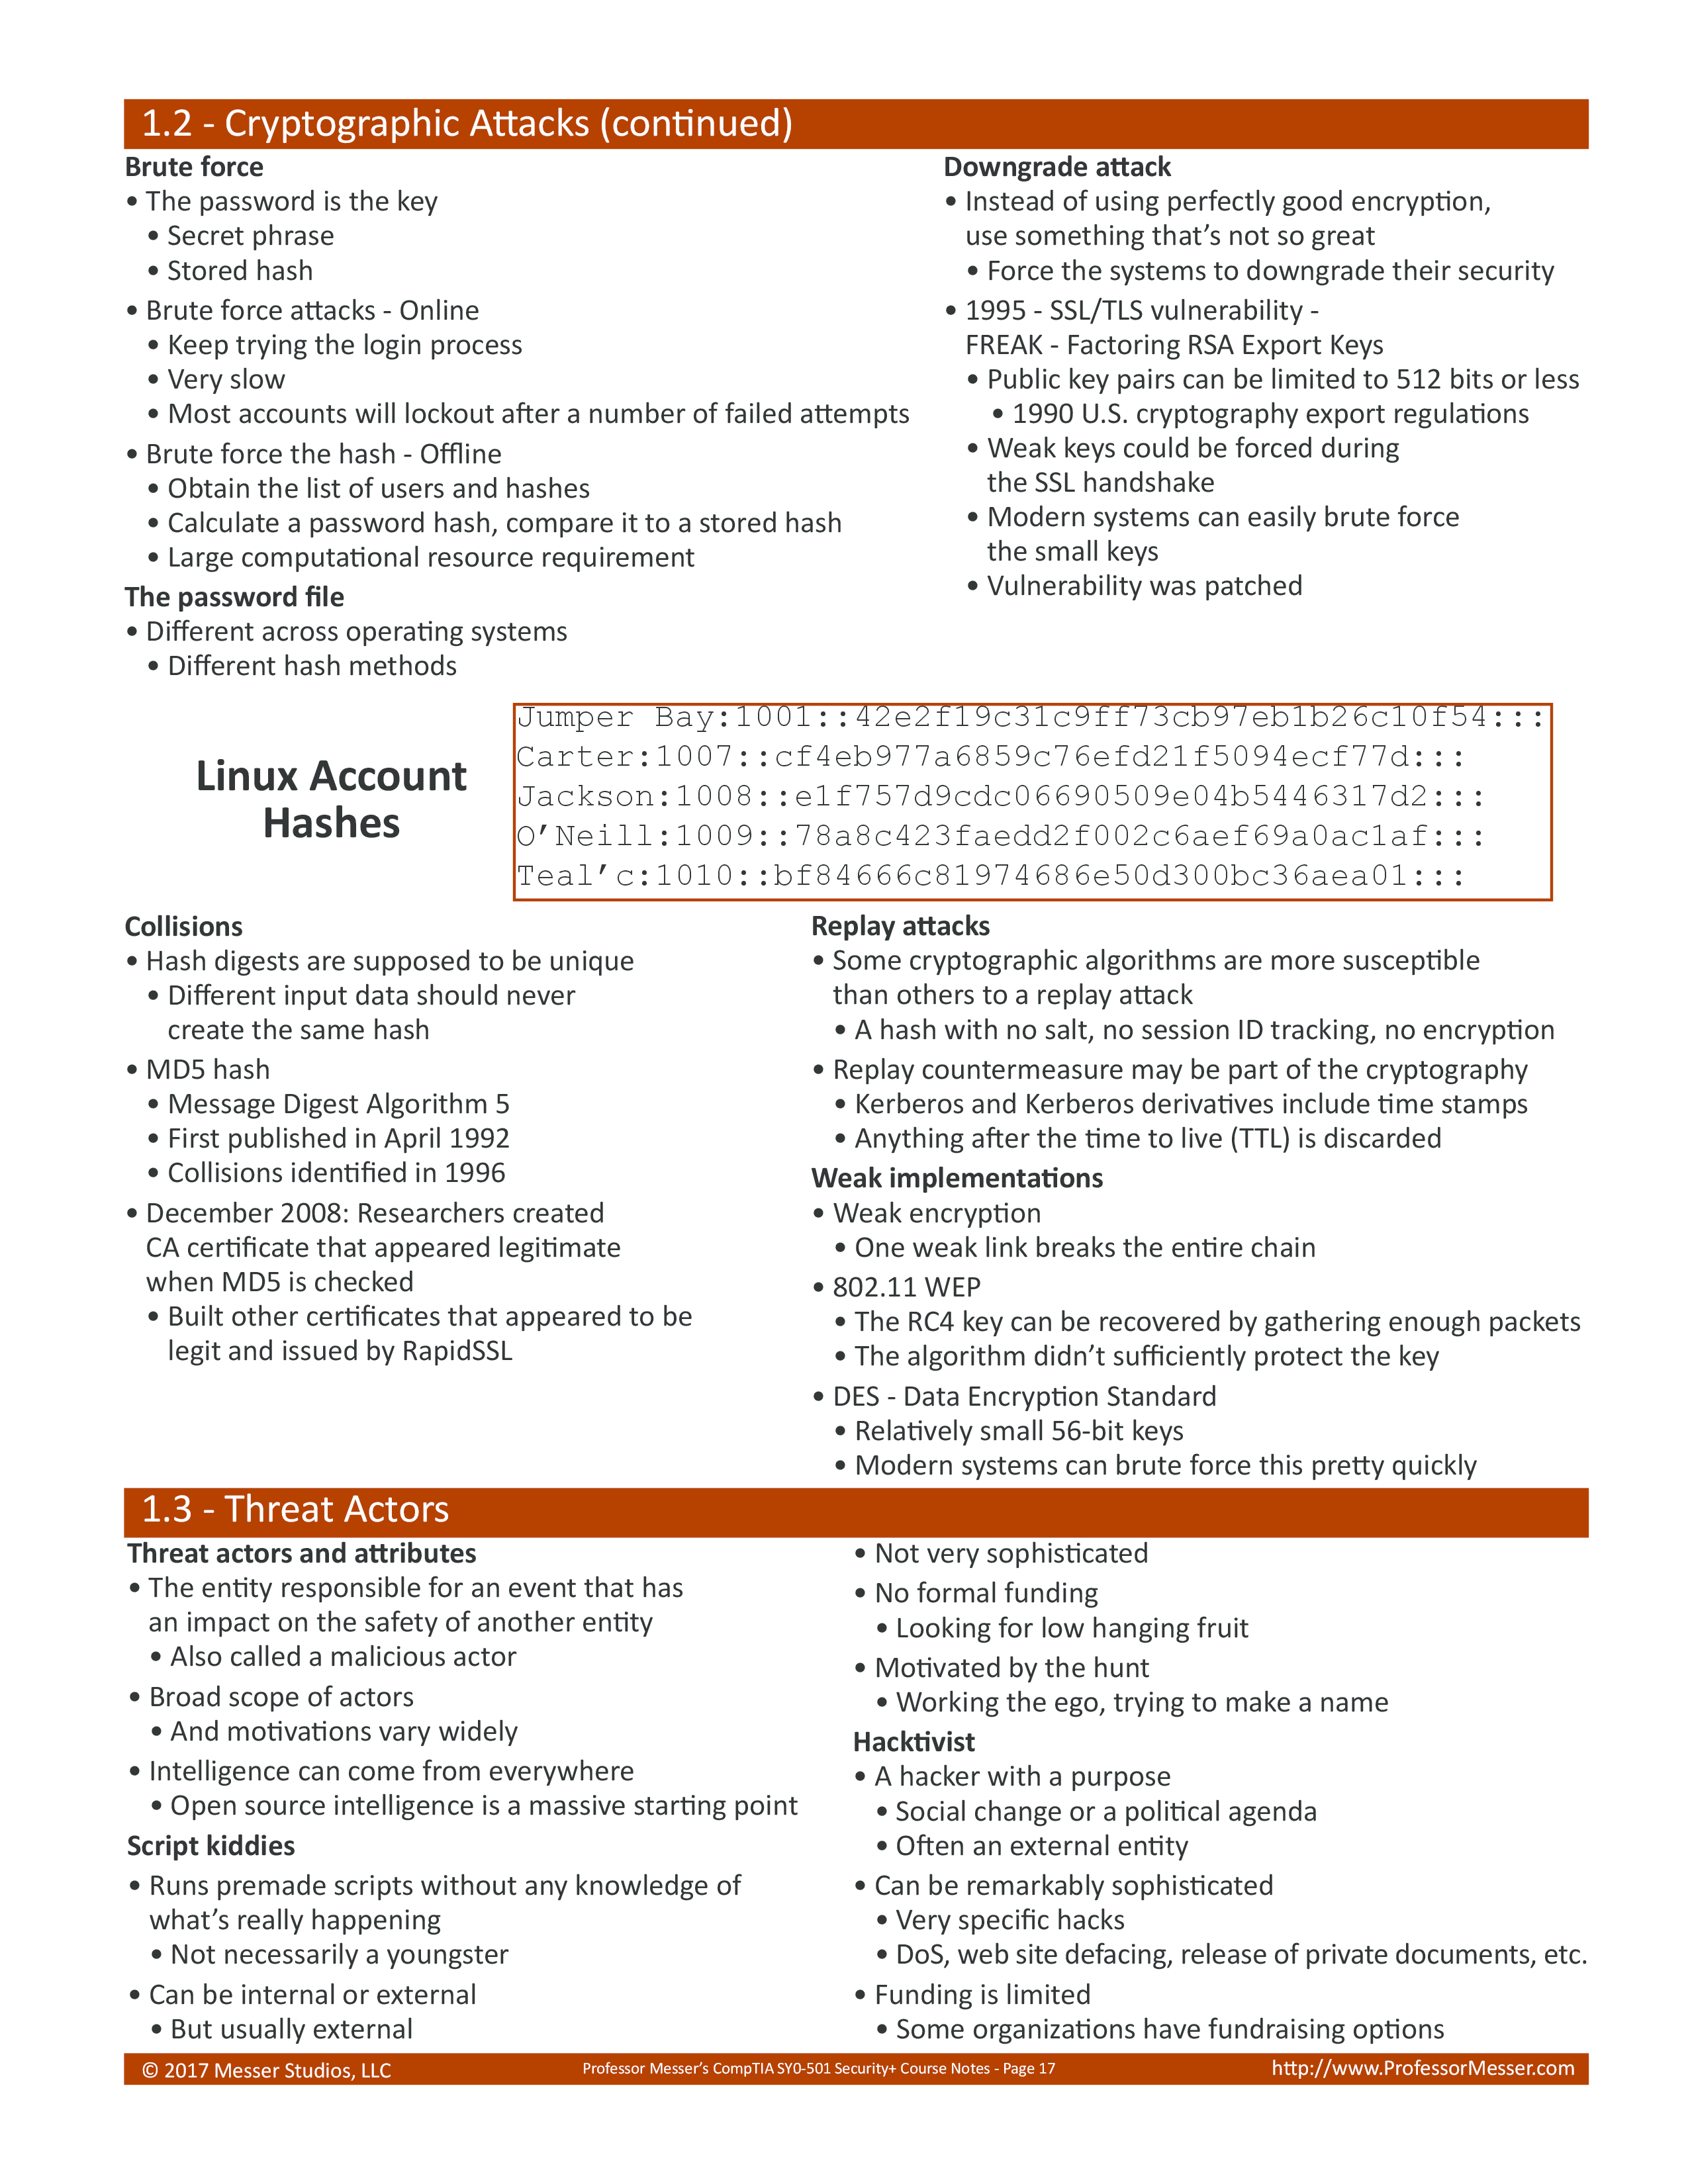 1.2 - Cryptographic Attacks (continued)
Brute force
• The password is the key
• Secret phrase
• Stored hash
• Brute force attacks - Online
• Keep trying the login process
• Very slow
• Most accounts will lockout after a number of failed attempts
• Brute force the hash - Offline
• Obtain the list of users and hashes
• Calculate a password hash, compare it to a stored hash
• Large computational resource requirement
The password file
• Different across operating systems
• Different hash methods
Downgrade attack
• Instead of using perfectly good encryption,
use something that’s not so great
• Force the systems to downgrade their security
• 1995 - SSL/TLS vulnerability -
FREAK - Factoring RSA Export Keys
• Public key pairs can be limited to 512 bits or less
• 1990 U.S. cryptography export regulations
• Weak keys could be forced during
the SSL handshake
• Modern systems can easily brute force
the small keys
• Vulnerability was patched
Linux Account
Hashes
Jumper Bay:1001::42e2f19c31c9ff73cb97eb1b26c10f54:::
Carter:1007::cf4eb977a6859c76efd21f5094ecf77d:::
Jackson:1008::e1f757d9cdc06690509e04b5446317d2:::
O’Neill:1009::78a8c423faedd2f002c6aef69a0ac1af:::
Teal’c:1010::bf84666c81974686e50d300bc36aea01:::
Collisions
• Hash digests are supposed to be unique
• Different input data should never
create the same hash
• MD5 hash
• Message Digest Algorithm 5
• First published in April 1992
• Collisions identified in 1996
• December 2008: Researchers created
CA certificate that appeared legitimate
when MD5 is checked
• Built other certificates that appeared to be
legit and issued by RapidSSL
Replay attacks
• Some cryptographic algorithms are more susceptible
than others to a replay attack
• A hash with no salt, no session ID tracking, no encryption
• Replay countermeasure may be part of the cryptography
• Kerberos and Kerberos derivatives include time stamps
• Anything after the time to live (TTL) is discarded
Weak implementations
• Weak encryption
• One weak link breaks the entire chain
• 802.11 WEP
• The RC4 key can be recovered by gathering enough packets
• The algorithm didn’t sufficiently protect the key
• DES - Data Encryption Standard
• Relatively small 56-bit keys
• Modern systems can brute force this pretty quickly
1.3 - Threat Actors
Threat actors and attributes
• The entity responsible for an event that has
an impact on the safety of another entity
• Also called a malicious actor
• Broad scope of actors
• And motivations vary widely
• Intelligence can come from everywhere
• Open source intelligence is a massive starting point
Script kiddies
• Runs premade scripts without any knowledge of
what’s really happening
• Not necessarily a youngster
• Can be internal or external
• But usually external
• Not very sophisticated
• No formal funding
• Looking for low hanging fruit
• Motivated by the hunt
• Working the ego, trying to make a name
Hacktivist
• A hacker with a purpose
• Social change or a political agenda
• Often an external entity
• Can be remarkably sophisticated
• Very specific hacks
• DoS, web site defacing, release of private documents, etc.
• Funding is limited
• Some organizations have fundraising options
© 2017 Messer Studios, LLC
Professor Messer’s CompTIA SY0-501 Security+ Course Notes - Page 17
http://www.ProfessorMesser.com